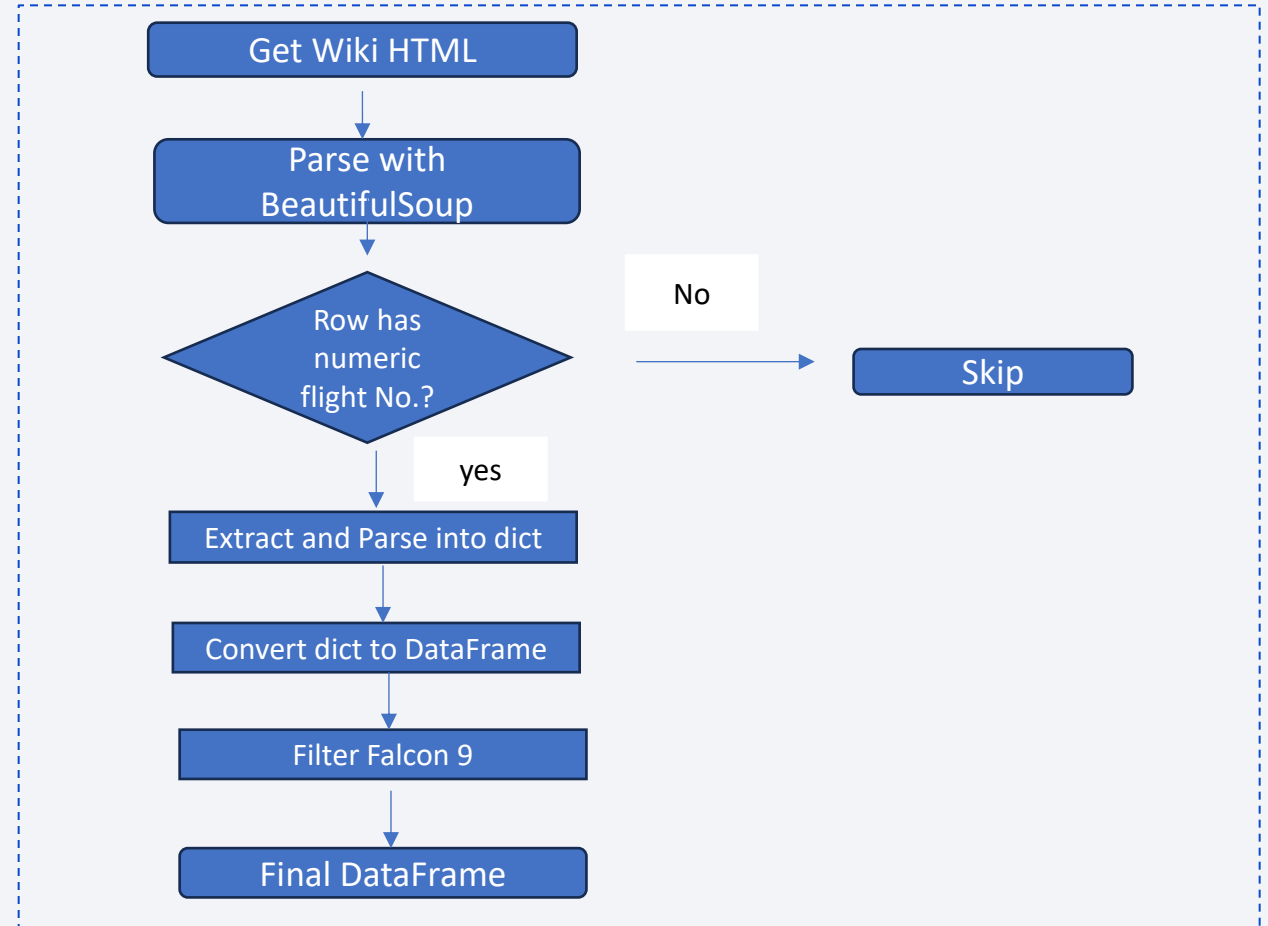 Get Wiki HTML
Parse with
BeautifulSoup
Row has
numeric
flight No.?
No
Skip
yes
Extract and Parse into dict
Convert dict to DataFrame
Filter Falcon 9
Final DataFrame